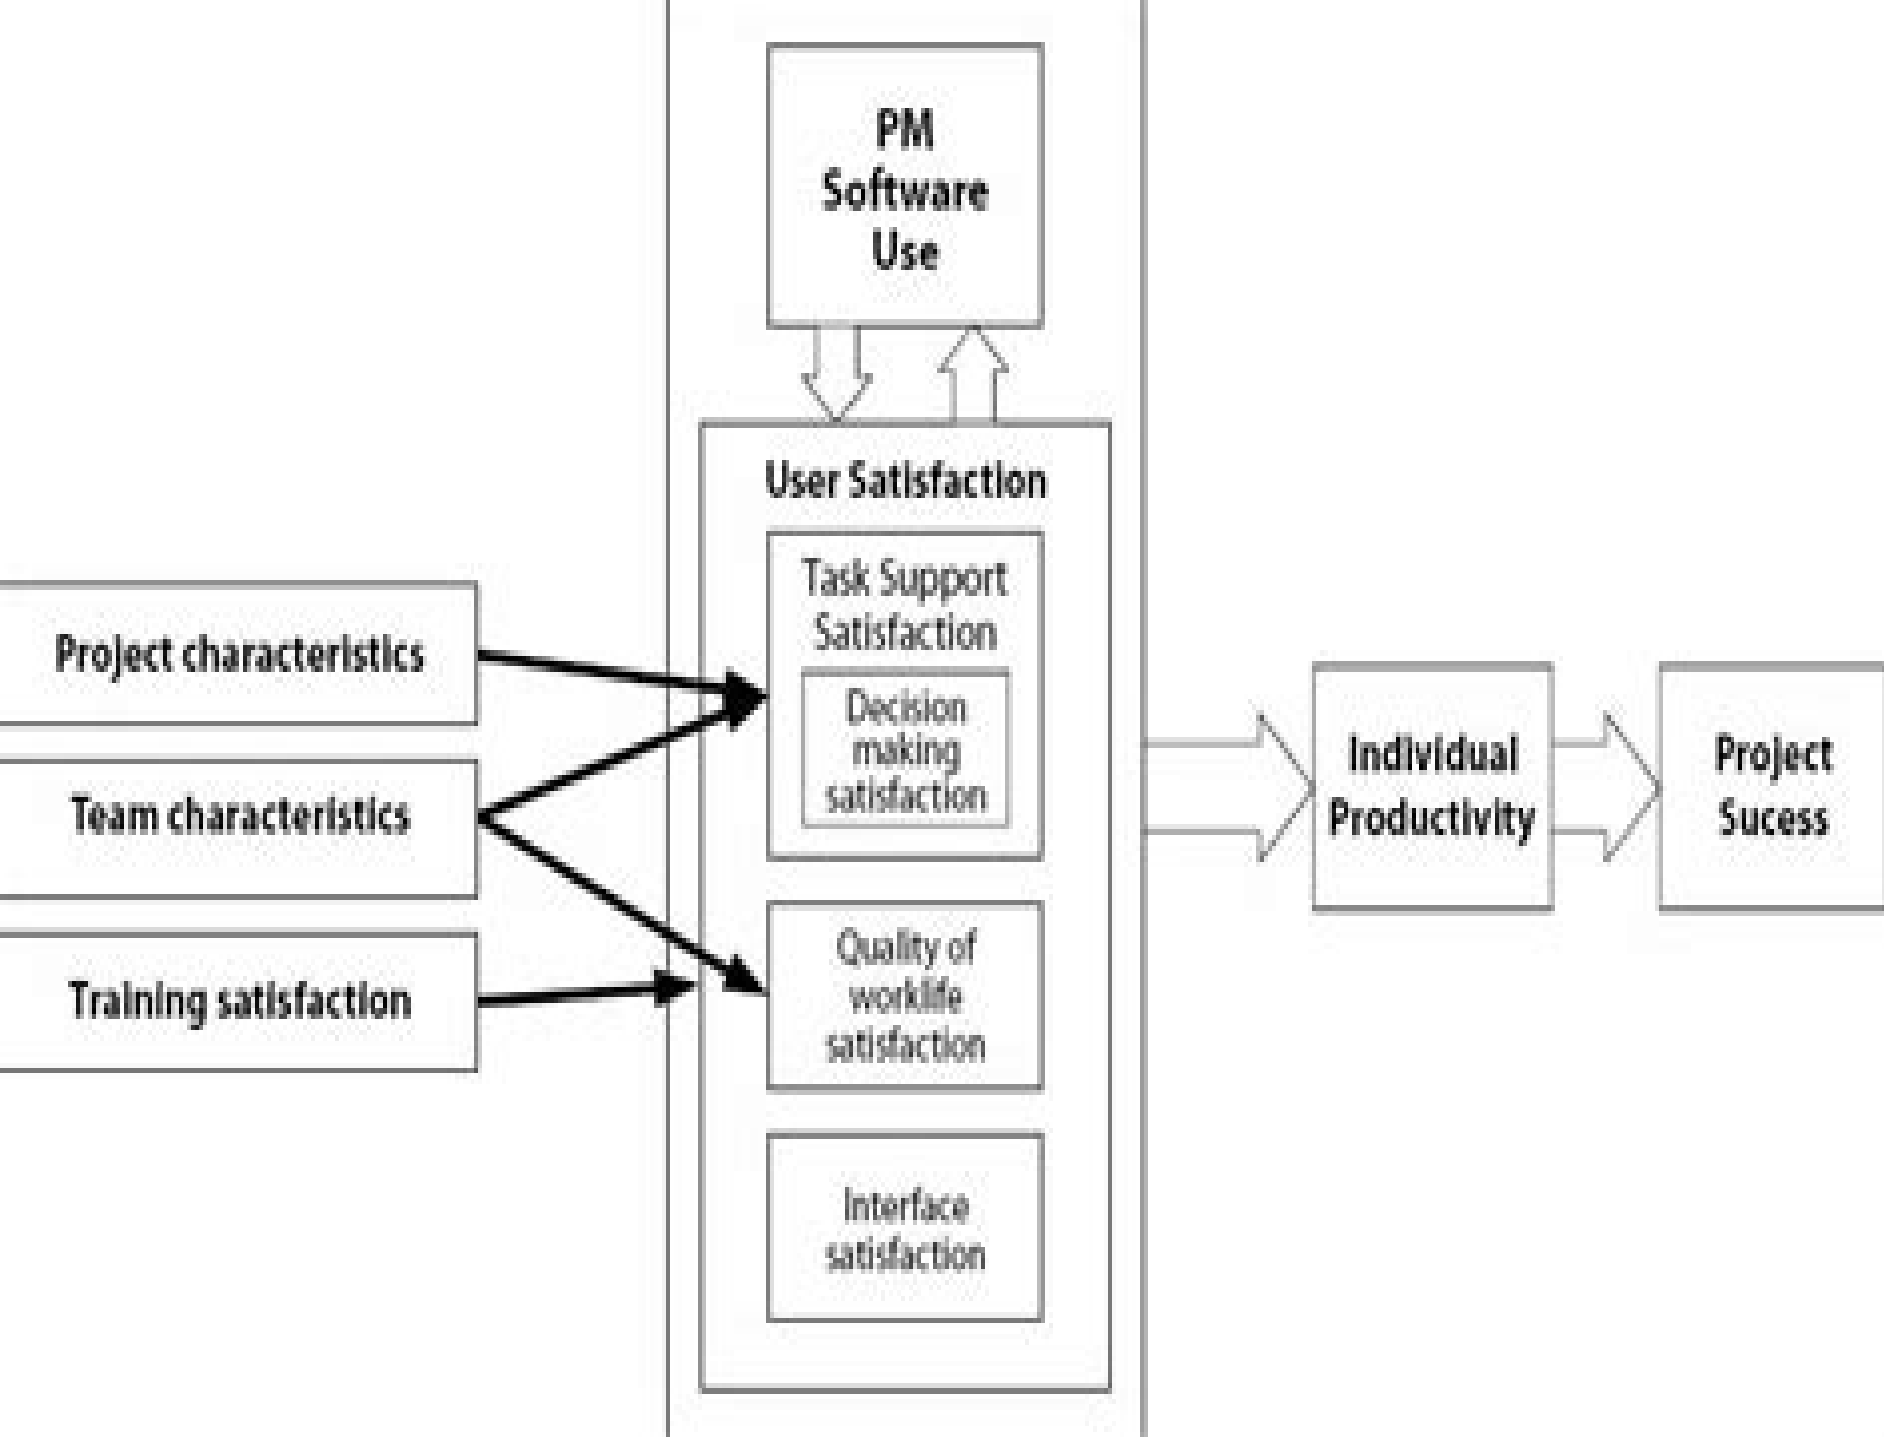 PM
Software
Use
User Satisfaction
Task Support
Satisfaction
Decision
making
satisfaction
Quality of
worklife
satisfaction
Interface
satisfaction
Project characteristics
Team characteristics
Training satisfaction
Individual
Productivity
Project
Sucess